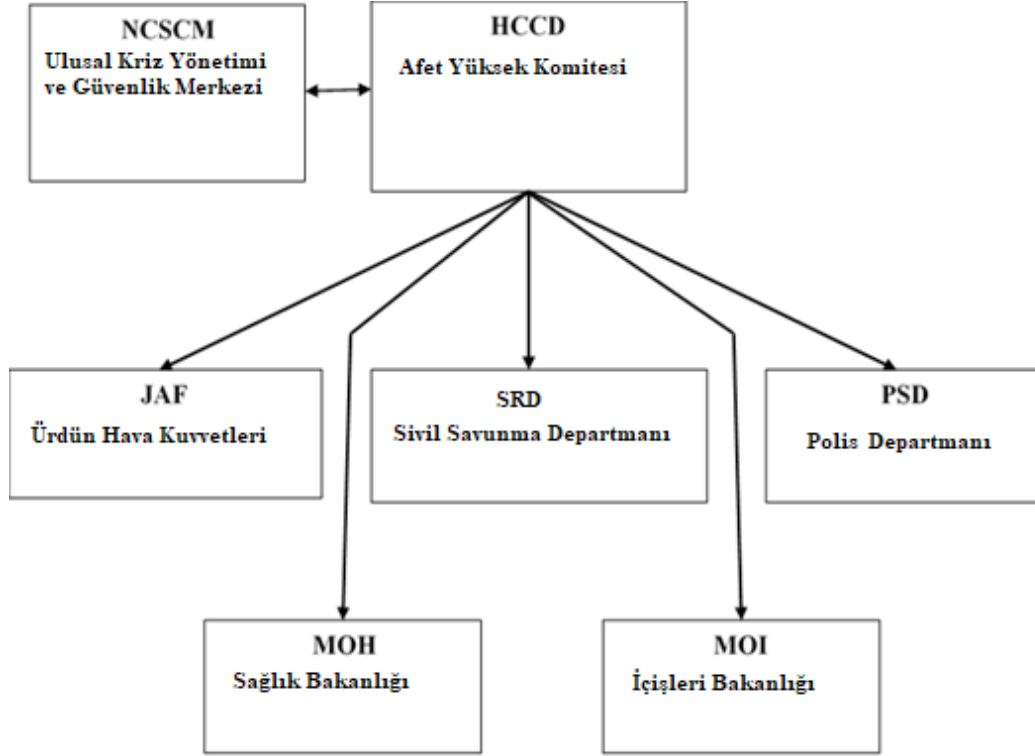 NCSCM
Ulusal Kriz Yönetimi
ve Güvenlik Merkezi
HCCD
Afet Yüksek Komitesi
JAF
Ürdün Hava Kuvvetleri
SRD
Sivil Savunma Departmanı
PSD
Polis Departmanı
MOH
Sağlık Bakanlığı
MOI
İçişleri Bakanlığı